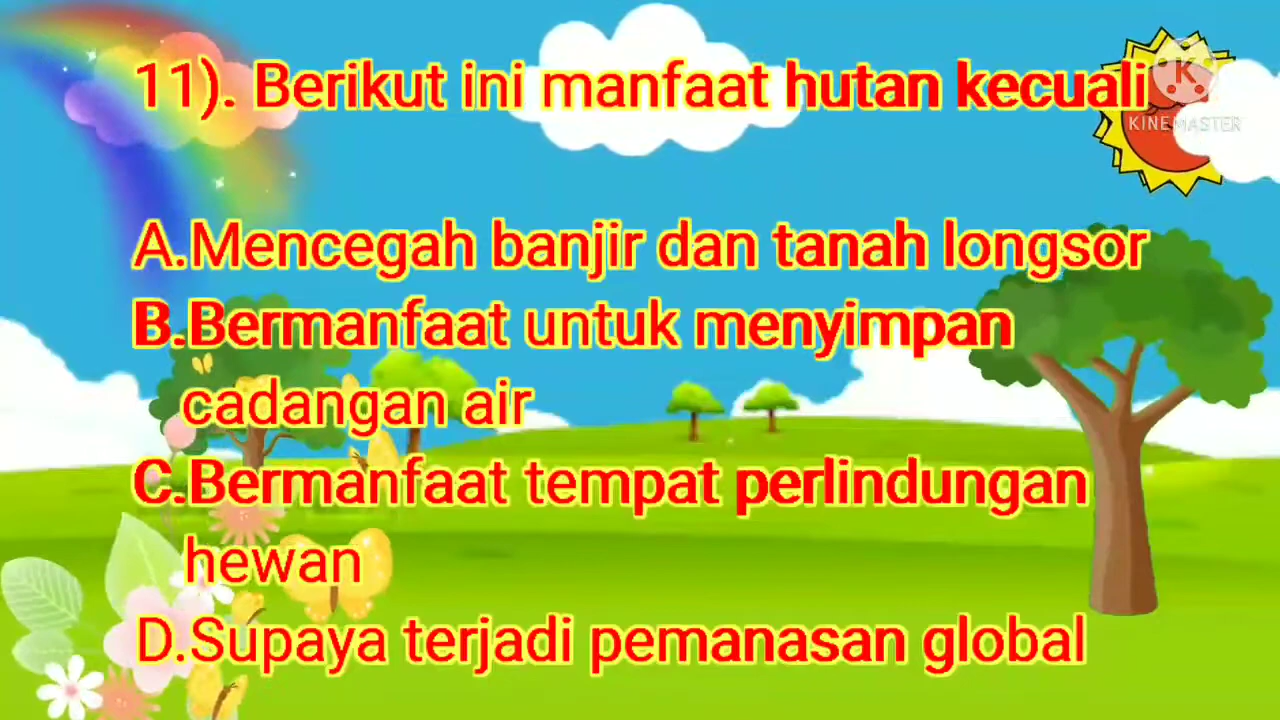 11). Berikut ini manfaat hutan kecuali
KINEMASTER
A.Mencegah banjir dan tanah longsor
B.Bermanfaat untuk menyimpan
cadangan air
C.Bermanfaat tempat perlindungan
hewan
D.Supaya terjadi pemanasan global